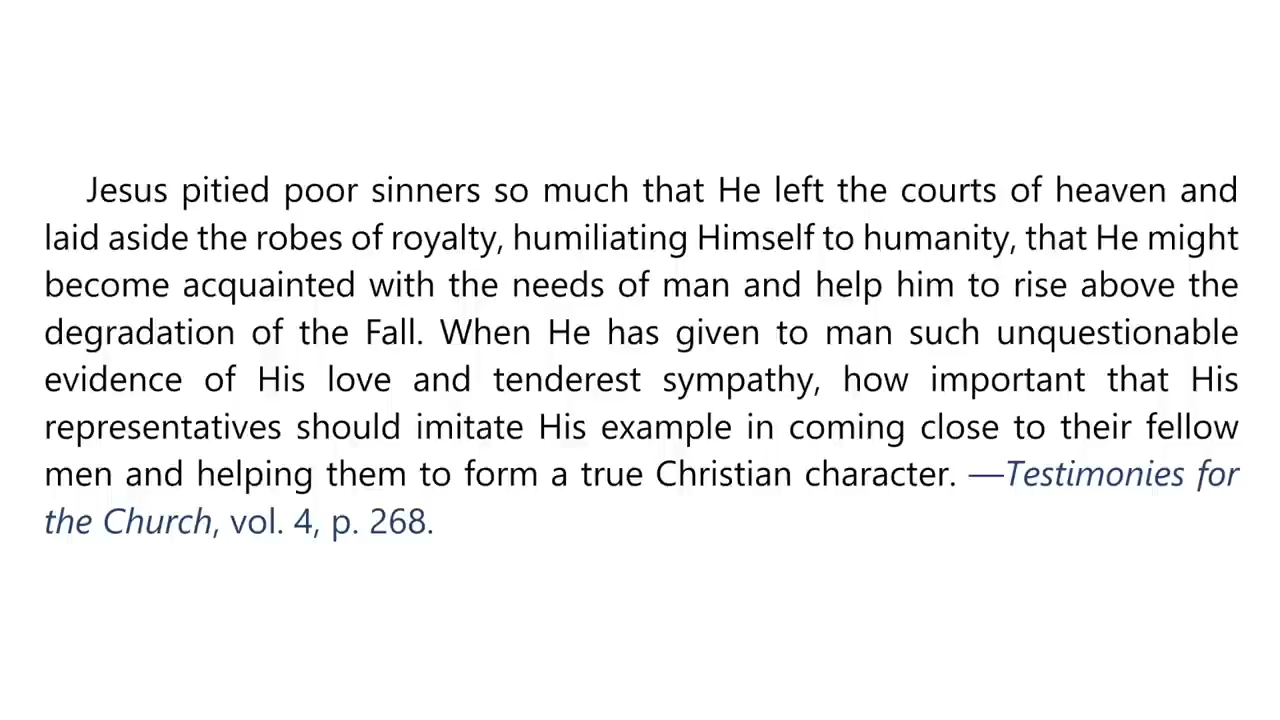 Jesus pitied poor sinners so much that He left the courts of heaven and
laid aside the robes of royalty, humiliating Himself to humanity, that He might
become acquainted with the needs of man and help him to rise above the
degradation of the Fall. When He has given to man such unquestionable
evidence of His love and tenderest sympathy, how important that His
representatives should imitate His example in coming close to their fellow
men and helping them to form a true Christian character. —Testimonies for
the Church, vol. 4, p. 268.